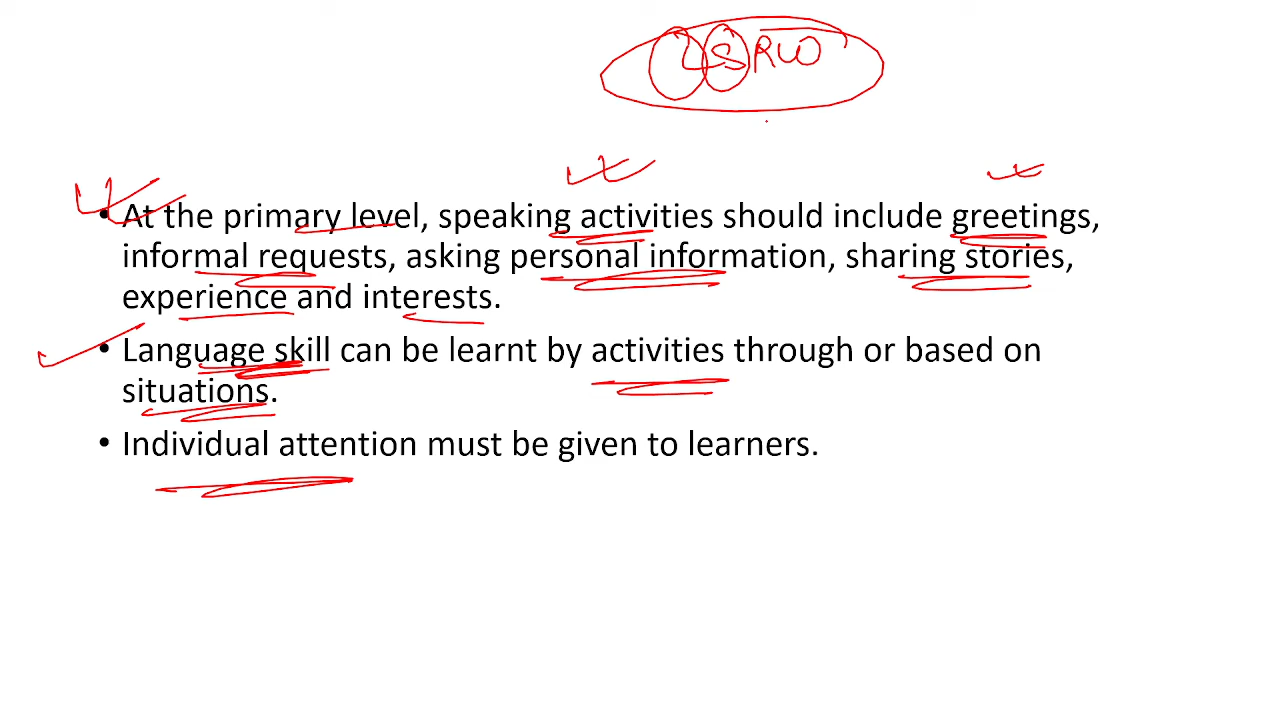 LSRW
• At the primary level, speaking activities should include greetings,
informal requests, asking personal information, sharing stories,
experience and interests.
• Language skill can be learnt by activities through or based on
situations.
• Individual attention must be given to learners.